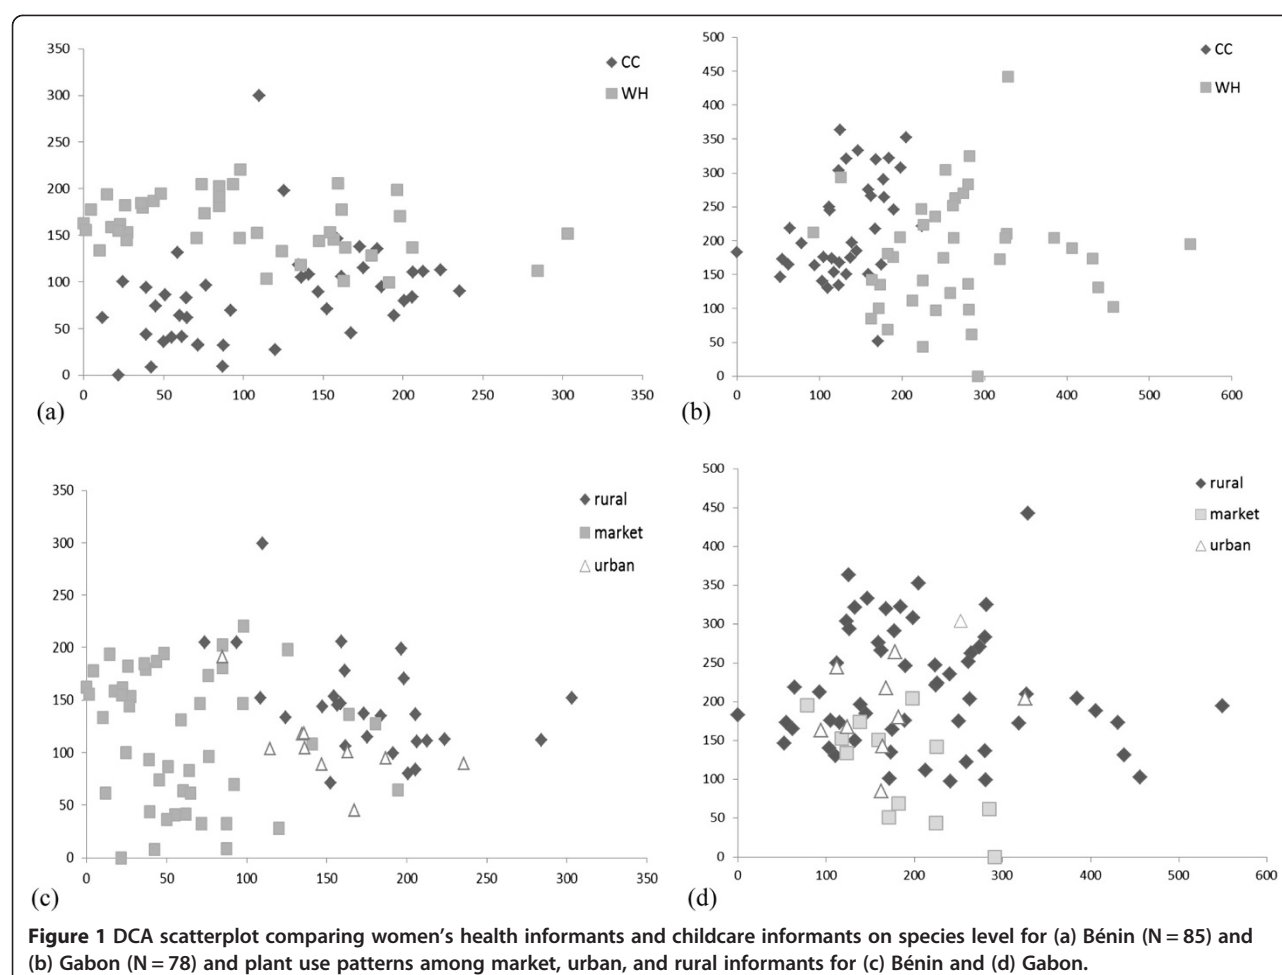 350
300
250
200
150
100
50
0
0 50 100 150 200 250 300 350
CC
WH
(a)
500
450
400
350
300
250
200
150
100
50
0
0 100 200 300 400 500 600
CC
WH
(b)
350
300
250
200
150
100
50
0
0 50 100 150 200 250 300 350
rural
market
urban
(c)
500
450
400
350
300
250
200
150
100
50
0
0 100 200 300 400 500 600
rural
market
urban
(d)
Figure 1 DCA scatterplot comparing women's health informants and childcare informants on species level for (a) Bénin (N = 85) and
(b) Gabon (N = 78) and plant use patterns among market, urban, and rural informants for (c) Bénin and (d) Gabon.